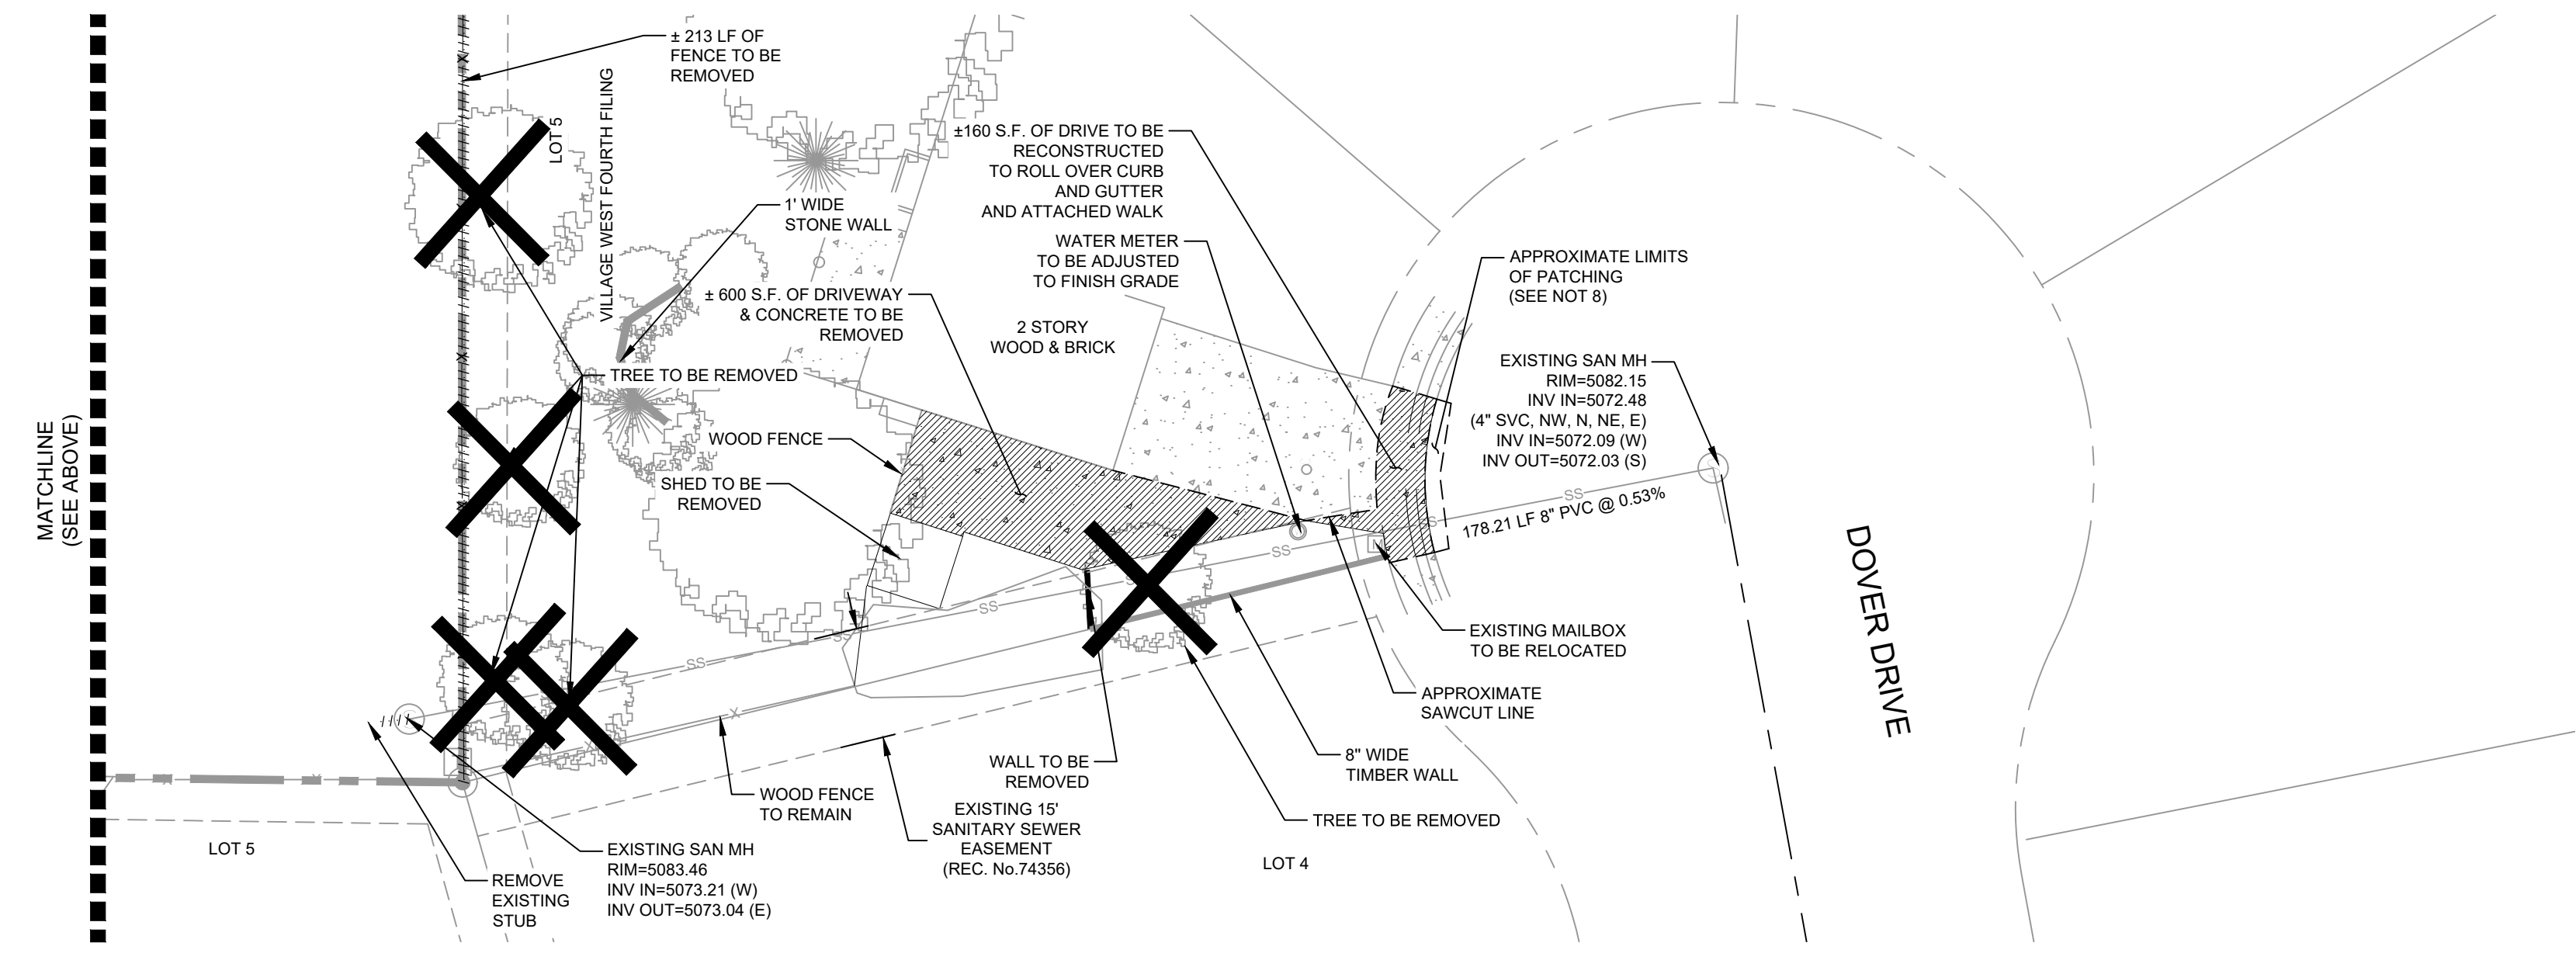 ± 213 LF OF
FENCE TO BE
REMOVED
LOT 5
VILLAGE WEST FOURTH FILING
±160 S.F. OF DRIVE TO BE
RECONSTRUCTED
TO ROLL OVER CURB
AND GUTTER
AND ATTACHED WALK
1' WIDE
STONE WALL
WATER METER
TO BE ADJUSTED
TO FINISH GRADE
APPROXIMATE LIMITS
OF PATCHING
(SEE NOT 8)
± 600 S.F. OF DRIVEWAY
& CONCRETE TO BE
REMOVED
2 STORY
WOOD & BRICK
EXISTING SAN MH
RIM=5082.15
INV IN=5072.48
(4" SVC, NW, N, NE, E)
INV IN=5072.09 (W)
INV OUT=5072.03 (S)
TREE TO BE REMOVED
MATCHLINE
(SEE ABOVE)
WOOD FENCE
SHED TO BE
REMOVED
SS
178.21 LF 8" PVC @ 0.53%
SS
SS
SS
SS
SS
SS
DOVER DRIVE
EXISTING MAILBOX
TO BE RELOCATED
APPROXIMATE
SAWCUT LINE
X
X
X
X
X
X
8" WIDE
TIMBER WALL
WALL TO BE
REMOVED
WOOD FENCE
TO REMAIN
EXISTING 15'
SANITARY SEWER
EASEMENT
(REC. No.74356)
TREE TO BE REMOVED
LOT 5
LOT 4
EXISTING SAN MH
RIM=5083.46
INV IN=5073.21 (W)
INV OUT=5073.04 (E)
REMOVE
EXISTING
STUB